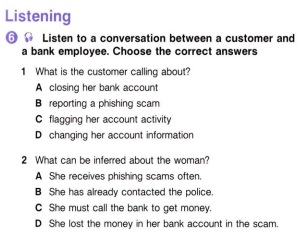 Listening
6 Listen to a conversation between a customer and
a bank employee. Choose the correct answers
1 What is the customer calling about?
A closing her bank account
B reporting a phishing scam
C flagging her account activity
D changing her account information
2 What can be inferred about the woman?
A She receives phishing scams often.
B She has already contacted the police.
C She must call the bank to get money.
D She lost the money in her bank account in the scam.